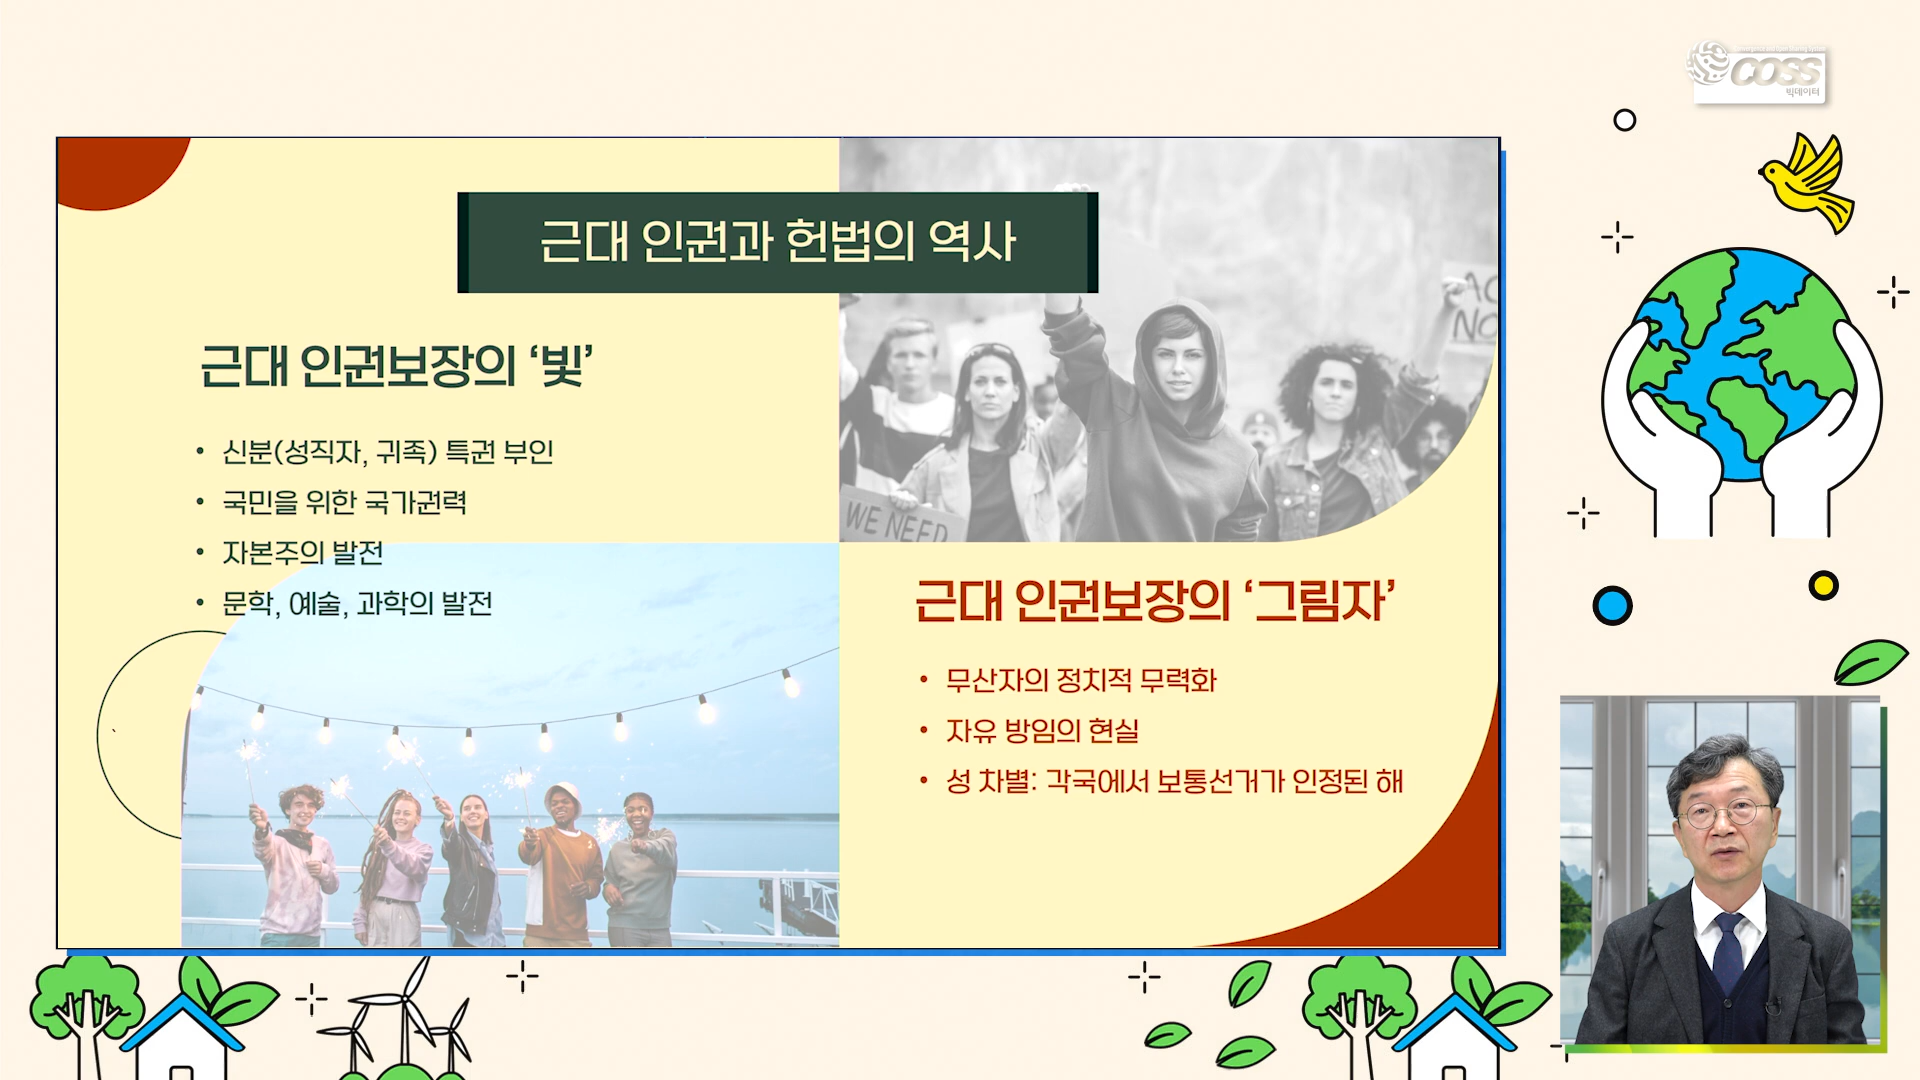 COSS
빅데이터
근대 인권과 헌법의 역사
근대 인권보장의 ‘빛’
• 신분(성직자, 귀족) 특권 부인
• 국민을 위한 국가권력
• 자본주의 발전
• 문학, 예술, 과학의 발전
WE NEED
NO
근대 인권보장의 ‘그림자’
• 무산자의 정치적 무력화
• 자유 방임의 현실
• 성 차별: 각국에서 보통선거가 인정된 해